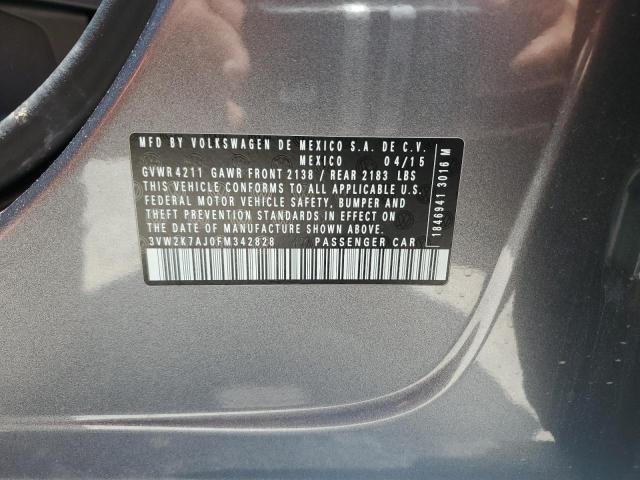 MFD BY VOLKSWAGEN DE MEXICO S.A. DE C.V.
MEXICO 04/15
GVWR 4211 GAWR FRONT 2138 / REAR 2183 LBS
THIS VEHICLE CONFORMS TO ALL APPLICABLE U.S.
FEDERAL MOTOR VEHICLE SAFETY, BUMPER AND
THEFT PREVENTION STANDARDS IN EFFECT ON
THE DATE OF MANUFACTURE SHOWN ABOVE.
3VW2K7AJ0FM342828 PASSENGER CAR
1846941 3016 M